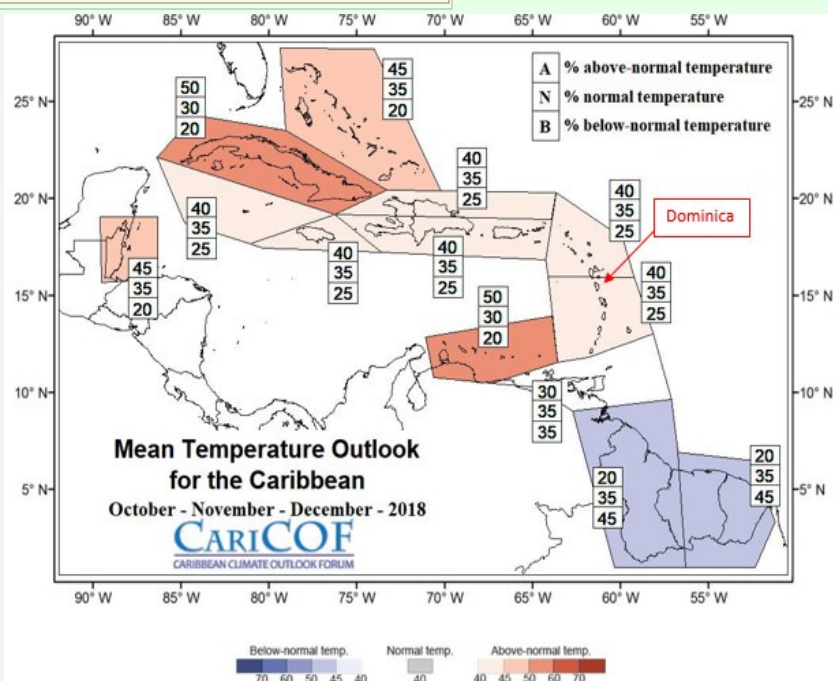 90° W 85° W 80° W 75° W 70° W 65° W 60° W 55° W
25° N
20° N
15° N
10° N
5° N
25° N
20° N
15° N
10° N
5° N
A % above-normal temperature
N % normal temperature
B % below-normal temperature
50
30
20
45
35
20
40
35
25
40
35
25
Dominica
40
35
25
40
35
25
40
35
25
40
35
25
45
35
20
50
30
20
30
35
35
20
35
45
20
35
45
Mean Temperature Outlook
for the Caribbean
October - November - December - 2018
CARICOF
CARIBBEAN CLIMATE OUTLOOK FORUM
90° W 85° W 80° W 75° W 70° W 65° W 60° W 55° W
Below-normal temp. Normal temp. Above-normal temp.
70 60 50 45 40 40 40 45 50 60 70